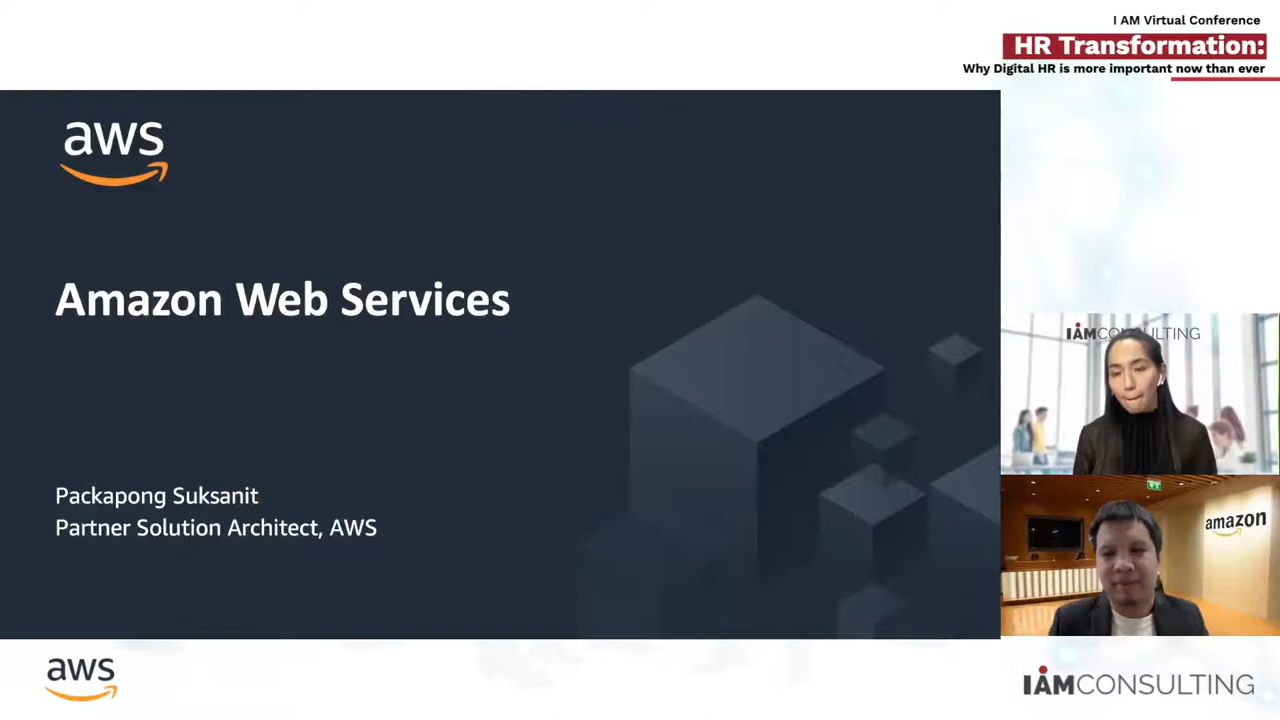 I AM Virtual Conference
HR Transformation:
Why Digital HR is more important now than ever
aws
Amazon Web Services
Packapong Suksanit
Partner Solution Architect, AWS
IAMCONSULTING
amazon
aws
IAMCONSULTING